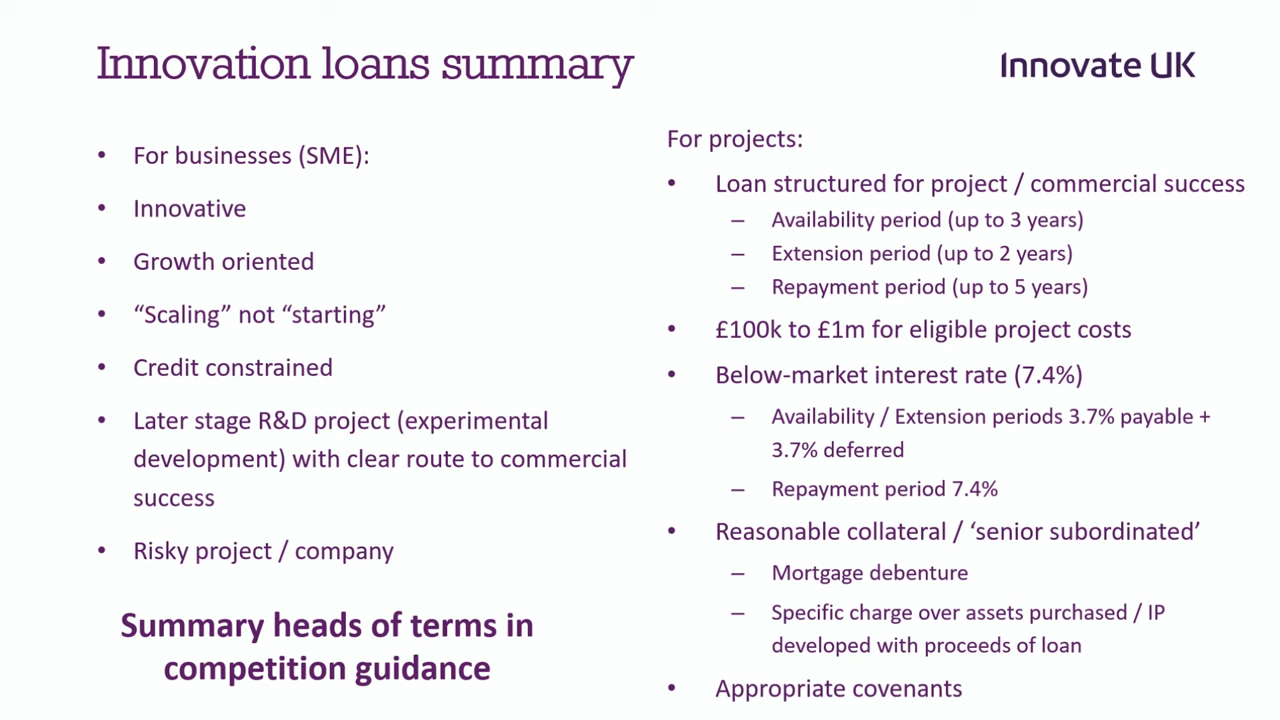 Innovation loans summary
Innovate UK
• For businesses (SME):
• Innovative
• Growth oriented
• “Scaling” not “starting”
• Credit constrained
• Later stage R&D project (experimental
development) with clear route to commercial
success
• Risky project / company
Summary heads of terms in
competition guidance
For projects:
• Loan structured for project / commercial success
– Availability period (up to 3 years)
– Extension period (up to 2 years)
– Repayment period (up to 5 years)
• £100k to £1m for eligible project costs
• Below-market interest rate (7.4%)
– Availability / Extension periods 3.7% payable +
3.7% deferred
– Repayment period 7.4%
• Reasonable collateral / ‘senior subordinated’
– Mortgage debenture
– Specific charge over assets purchased / IP
developed with proceeds of loan
• Appropriate covenants